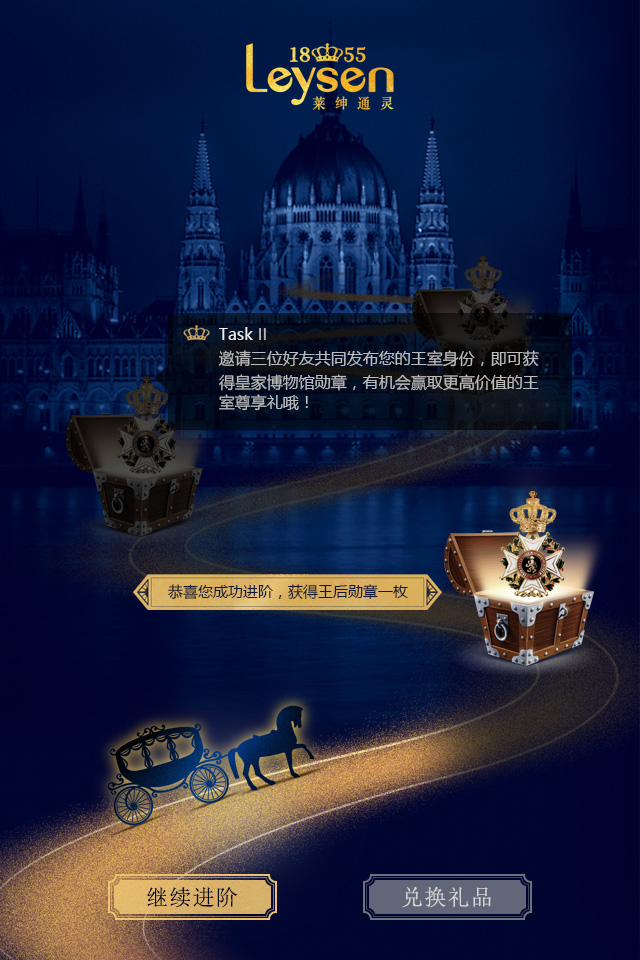 1855
Leysen
莱绅通灵
Task II
邀请三位好友共同发布您的王室身份，即可获
得皇家博物馆勋章，有机会赢取更高价值的王
室尊享礼哦！
恭喜您成功进阶，获得王后勋章一枚
继续进阶
兑换礼品